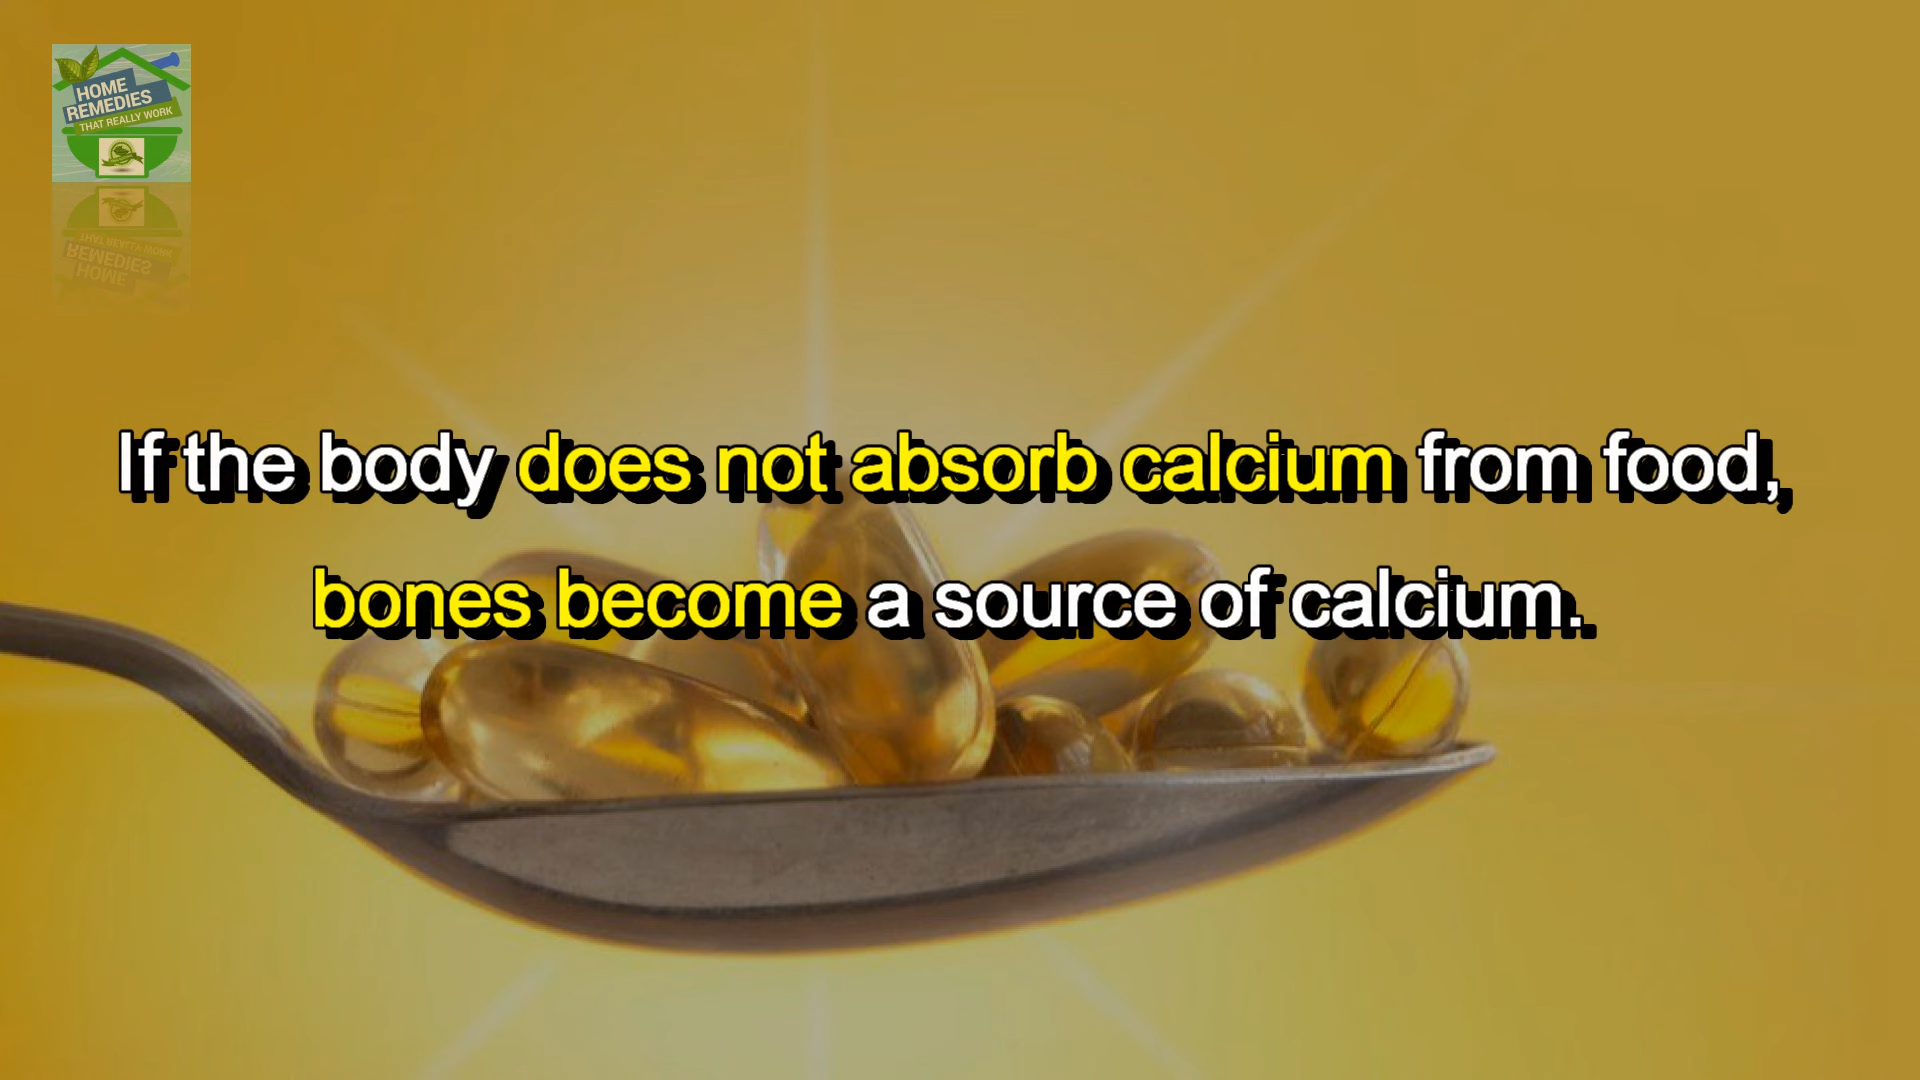 HOME
REMEDIES
THAT REALLY WORK
If the body does not absorb calcium from food,
bones become a source of calcium.